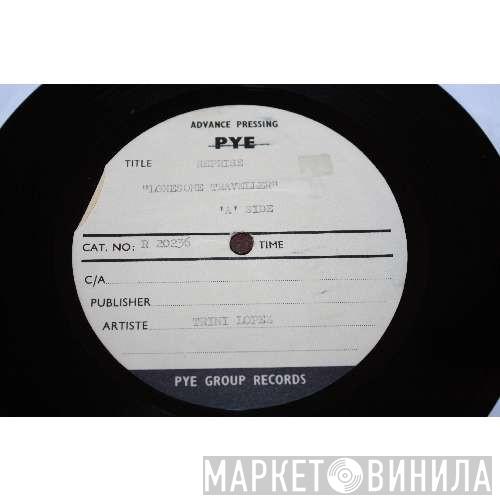 ADVANCE PRESSING
PYE
TITLE REPRISE
"LONESOME TRAVELLER"
'A' SIDE
CAT. NO: R 20236 TIME
C/A
PUBLISHER
ARTISTE TRINI LOPEZ
PYE GROUP RECORDS
МАРКЕТ ВИНИЛА